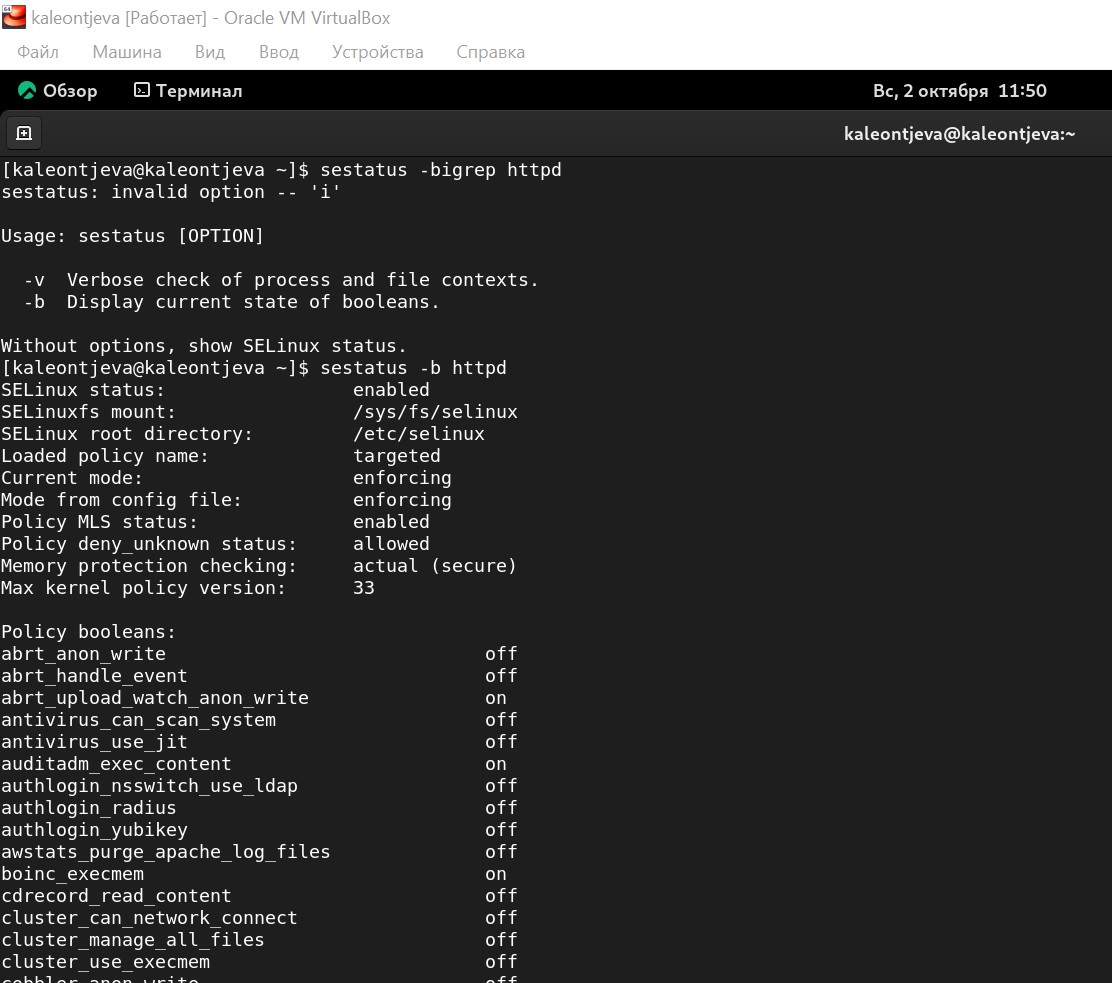 kaleontjeva [Работает] - Oracle VM VirtualBox
Файл Машина Вид Ввод Устройства Справка
Обзор Терминал Вс, 2 октября 11:50
kaleontjeva@kaleontjeva:~
[kaleontjeva@kaleontjeva ~]$ sestatus -bigrep httpd
sestatus: invalid option -- 'i'
Usage: sestatus [OPTION]
-v Verbose check of process and file contexts.
-b Display current state of booleans.
Without options, show SELinux status.
[kaleontjeva@kaleontjeva ~]$ sestatus -b httpd
SELinux status: enabled
SELinuxfs mount: /sys/fs/selinux
SELinux root directory: /etc/selinux
Loaded policy name: targeted
Current mode: enforcing
Mode from config file: enforcing
Policy MLS status: enabled
Policy deny_unknown status: allowed
Memory protection checking: actual (secure)
Max kernel policy version: 33
Policy booleans:
abrt_anon_write off
abrt_handle_event off
abrt_upload_watch_anon_write on
antivirus_can_scan_system off
antivirus_use_jit off
auditadm_exec_content on
authlogin_nsswitch_use_ldap off
authlogin_radius off
authlogin_yubikey off
awstats_purge_apache_log_files off
boinc_execmem on
cdrecord_read_content off
cluster_can_network_connect off
cluster_manage_all_files off
cluster_use_execmem off
cobbler_anon_write off